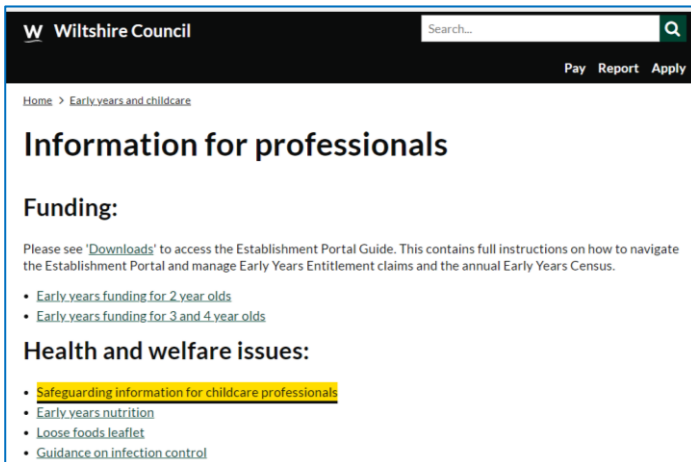 W Wiltshire Council
Search...
Pay Report Apply
Home > Early years and childcare
Information for professionals
Funding:
Please see 'Downloads' to access the Establishment Portal Guide. This contains full instructions on how to navigate
the Establishment Portal and manage Early Years Entitlement claims and the annual Early Years Census.
• Early years funding for 2 year olds
• Early years funding for 3 and 4 year olds
Health and welfare issues:
• Safeguarding information for childcare professionals
• Early years nutrition
• Loose foods leaflet
• Guidance on infection control